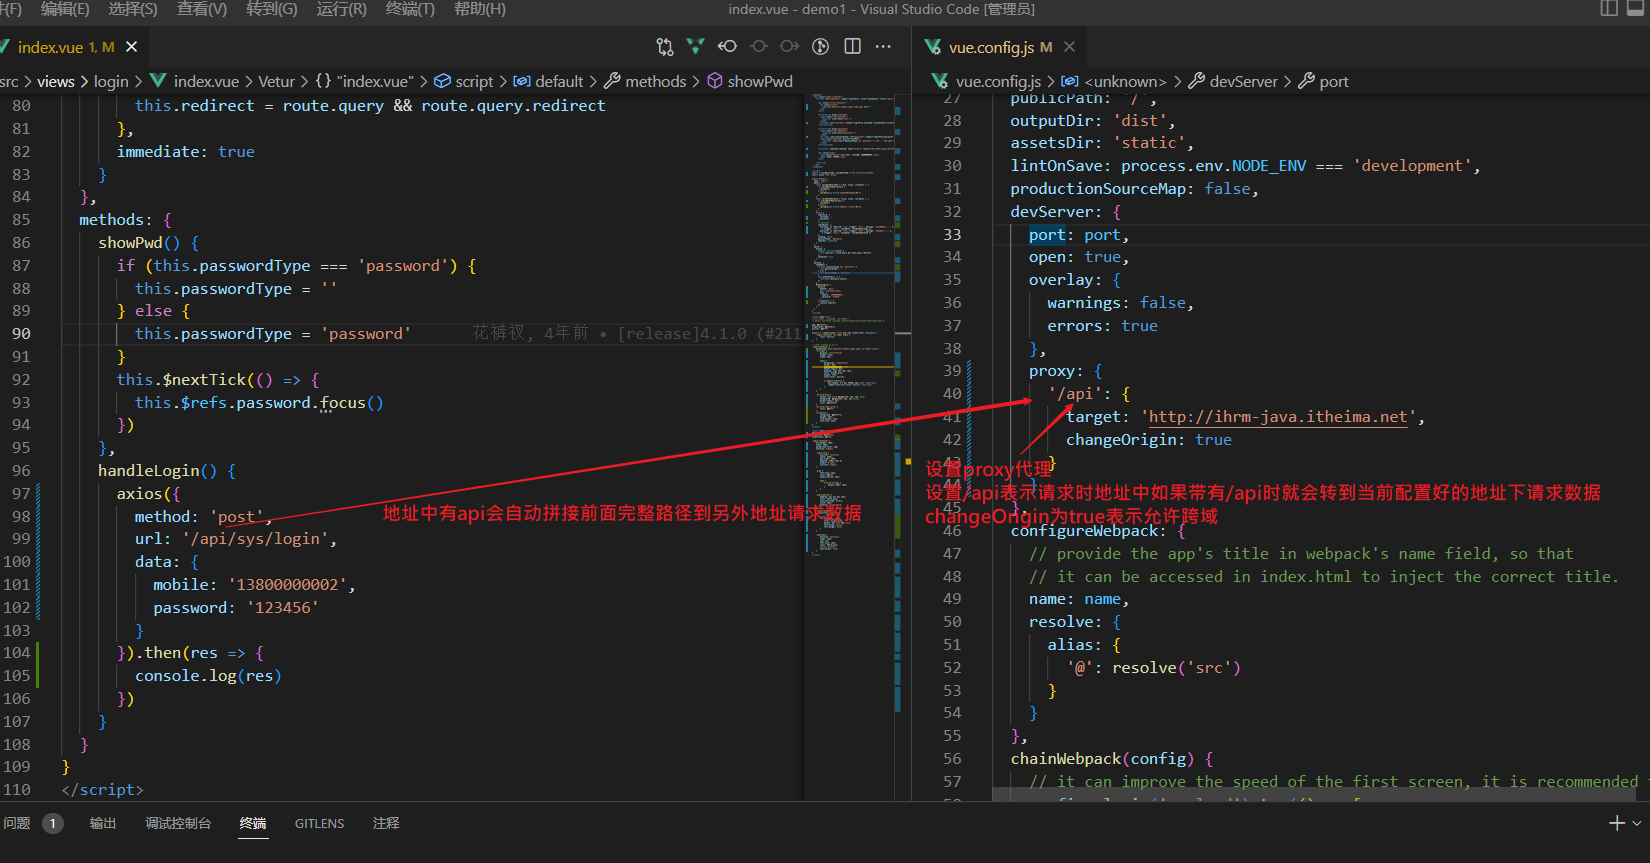 件(F) 编辑(E) 选择(S) 查看(V) 转到(G) 运行(R) 终端(T) 帮助(H) index.vue - demo1 - Visual Studio Code [管理员]
index.vue 1, M
src > views > login > index.vue > Vetur > {} "index.vue" > script > default > methods > showPwd
80 this.redirect = route.query && route.query.redirect
81 },
82 immediate: true
83 }
84 },
85 methods: {
86 showPwd() {
87 if (this.passwordType === 'password') {
88 this.passwordType = ''
89 } else {
90 this.passwordType = 'password' 花裤衩, 4年前 • [release]4.1.0 (#211
91 }
92 this.$nextTick(() => {
93 this.$refs.password.focus()
94 })
95 },
96 handleLogin() {
97 axios({
98 method: 'post',
99 url: '/api/sys/login',
100 data: {
101 mobile: '13800000002',
102 password: '123456'
103 }
104 }).then(res => {
105 console.log(res)
106 })
107 }
108 }
109 }
110 </script>
地址中有api会自动拼接前面完整路径到另外地址请求数据
vue.config.js M
vue.config.js > <unknown> > devServer > port
27 publicPath: '/',
28 outputDir: 'dist',
29 assetsDir: 'static',
30 lintOnSave: process.env.NODE_ENV === 'development',
31 productionSourceMap: false,
32 devServer: {
33 port: port,
34 open: true,
35 overlay: {
36 warnings: false,
37 errors: true
38 },
39 proxy: {
40 '/api': {
41 target: 'http://ihrm-java.itheima.net',
42 changeOrigin: true
43 }
设置proxy代理
44 }
设置/api表示请求时地址中如果带有/api时就会转到当前配置好的地址下请求数据
45 },
changeOrigin为true表示允许跨域
46 configureWebpack: {
47 // provide the app's title in webpack's name field, so that
48 // it can be accessed in index.html to inject the correct title.
49 name: name,
50 resolve: {
51 alias: {
52 '@': resolve('src')
53 }
54 }
55 },
56 chainWebpack(config) {
57 // it can improve the speed of the first screen, it is recommended
问题 1 输出 调试控制台 终端 GITLENS 注释